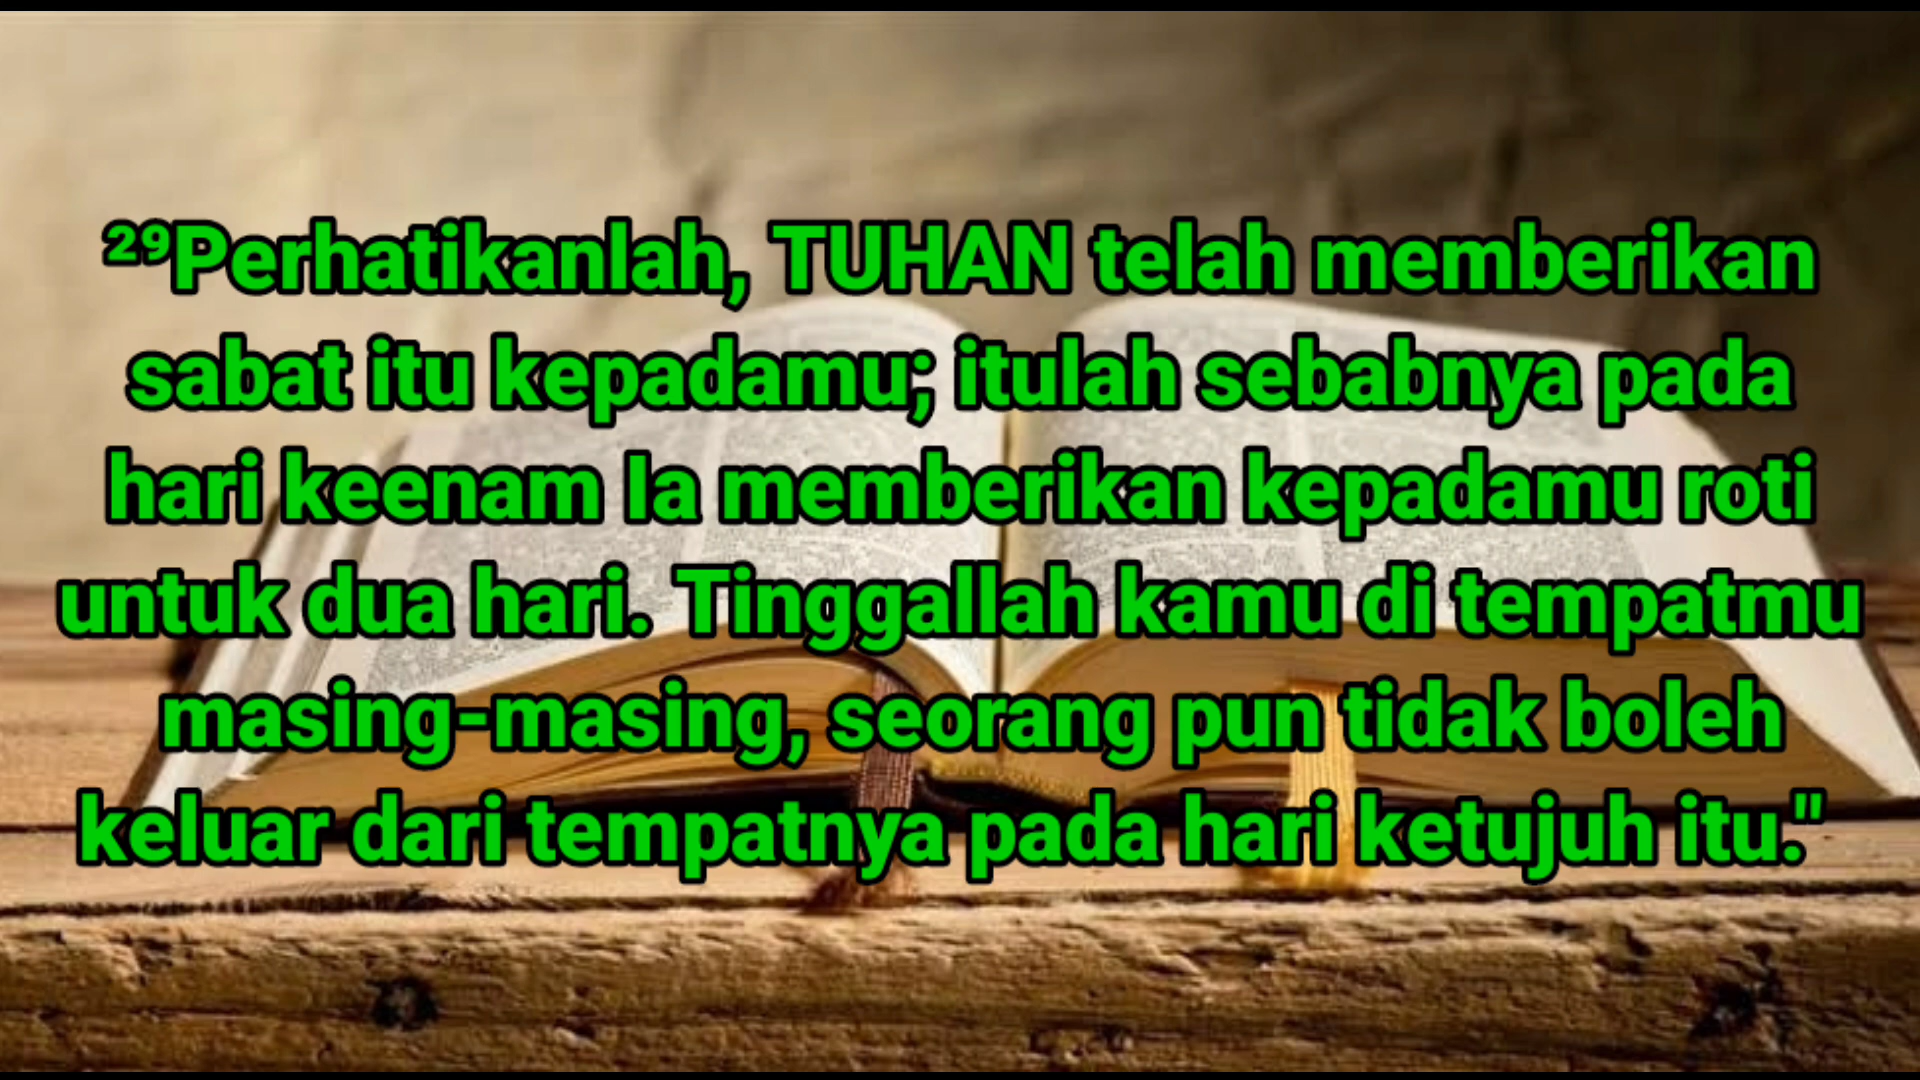 ²⁹Perhatikanlah, TUHAN telah memberikan
sabat itu kepadamu; itulah sebabnya pada
hari keenam Ia memberikan kepadamu roti
untuk dua hari. Tinggallah kamu di tempatmu
masing-masing, seorang pun tidak boleh
keluar dari tempatnya pada hari ketujuh itu."